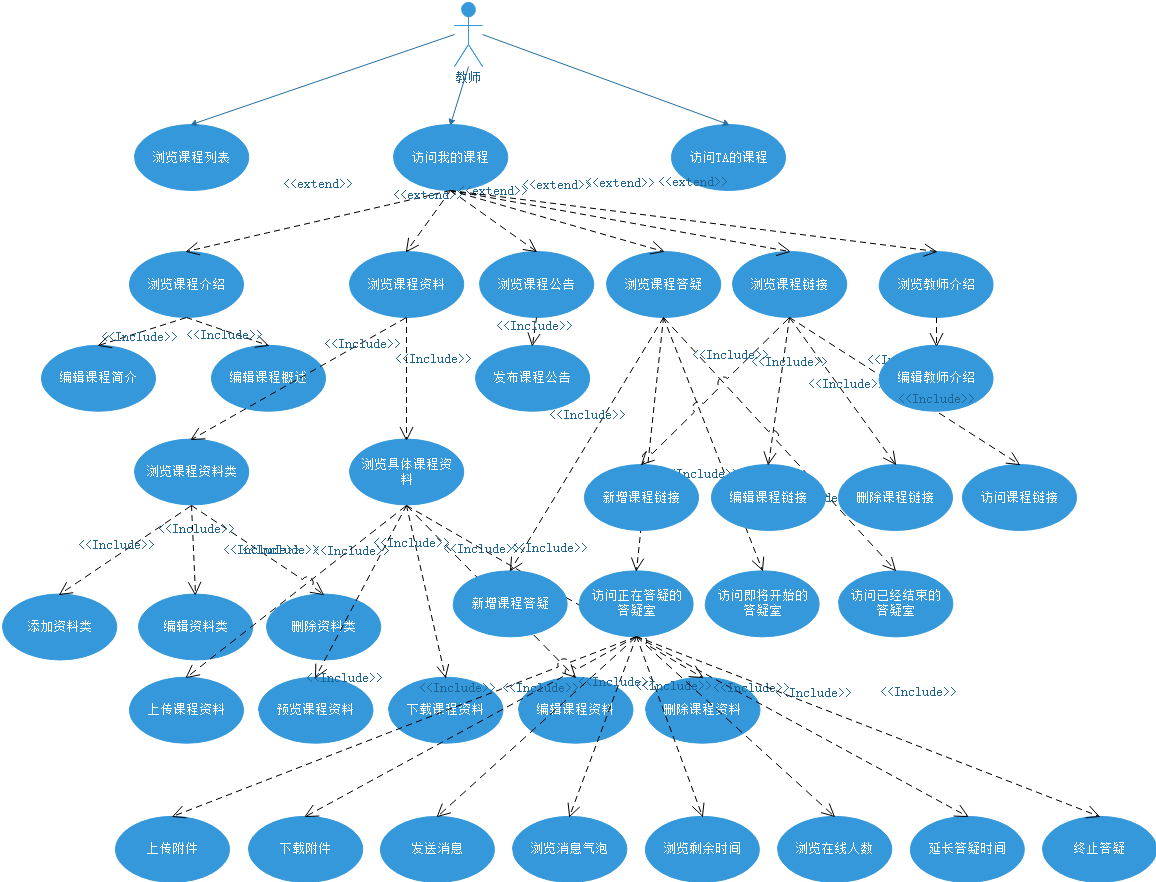 教师
浏览课程列表
访问我的课程
访问TA的课程
<<extend>>
<<extend>>
<<extend>>
<<extend>>
<<extend>>
<<extend>>
浏览课程介绍
浏览课程资料
浏览课程公告
浏览课程答疑
浏览课程链接
浏览教师介绍
<<Include>>
<<Include>>
<<Include>>
<<Include>>
<<Include>>
<<Include>>
<<Include>>
编辑课程简介
编辑课程概述
发布课程公告
编辑教师介绍
<<Include>>
<<Include>>
<<Include>>
浏览课程资料类
浏览具体课程资
料
<<Include>>
新增课程链接
编辑课程链接
删除课程链接
访问课程链接
<<Include>>
<<Include>>
<<Include>>
<<Include>>
<<Include>>
<<Include>>
<<Include>>
添加资料类
编辑资料类
删除资料类
新增课程答疑
访问正在答疑的
答疑室
访问即将开始的
答疑室
访问已经结束的
答疑室
<<Include>>
<<Include>>
<<Include>>
<<Include>>
<<Include>>
<<Include>>
<<Include>>
<<Include>>
上传课程资料
预览课程资料
下载课程资料
编辑课程资料
删除课程资料
上传附件
下载附件
发送消息
浏览消息气泡
浏览剩余时间
浏览在线人数
延长答疑时间
终止答疑